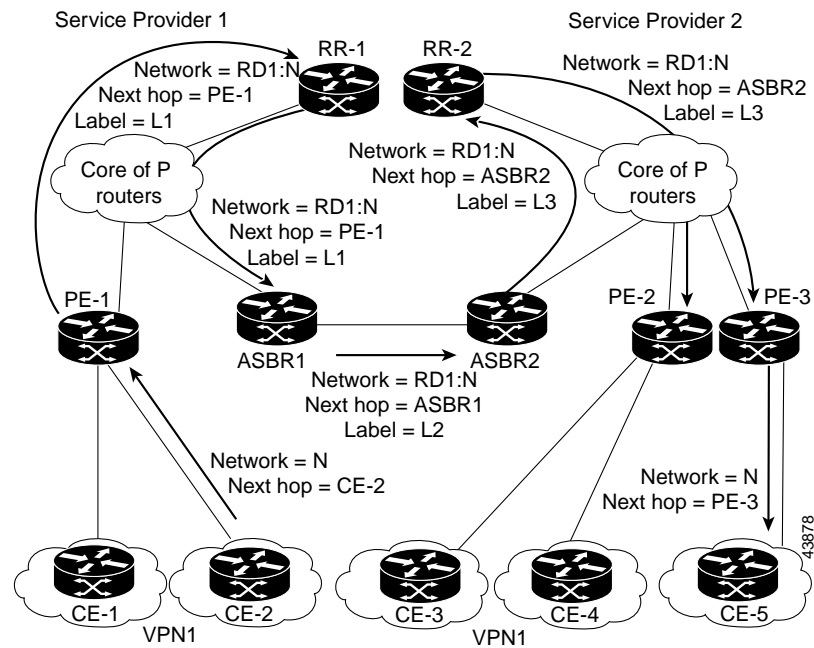 Service Provider 1
Service Provider 2
RR-1
RR-2
Network = RD1:N
Next hop = PE-1
Label = L1
Network = RD1:N
Next hop = ASBR2
Label = L3
Core of P
routers
Network = RD1:N
Next hop = ASBR2
Label = L3
Core of P
routers
Network = RD1:N
Next hop = PE-1
Label = L1
PE-1
PE-2
PE-3
ASBR1
ASBR2
Network = RD1:N
Next hop = ASBR1
Label = L2
Network = N
Next hop = CE-2
Network = N
Next hop = PE-3
43878
CE-1
CE-2
CE-3
CE-4
CE-5
VPN1
VPN1